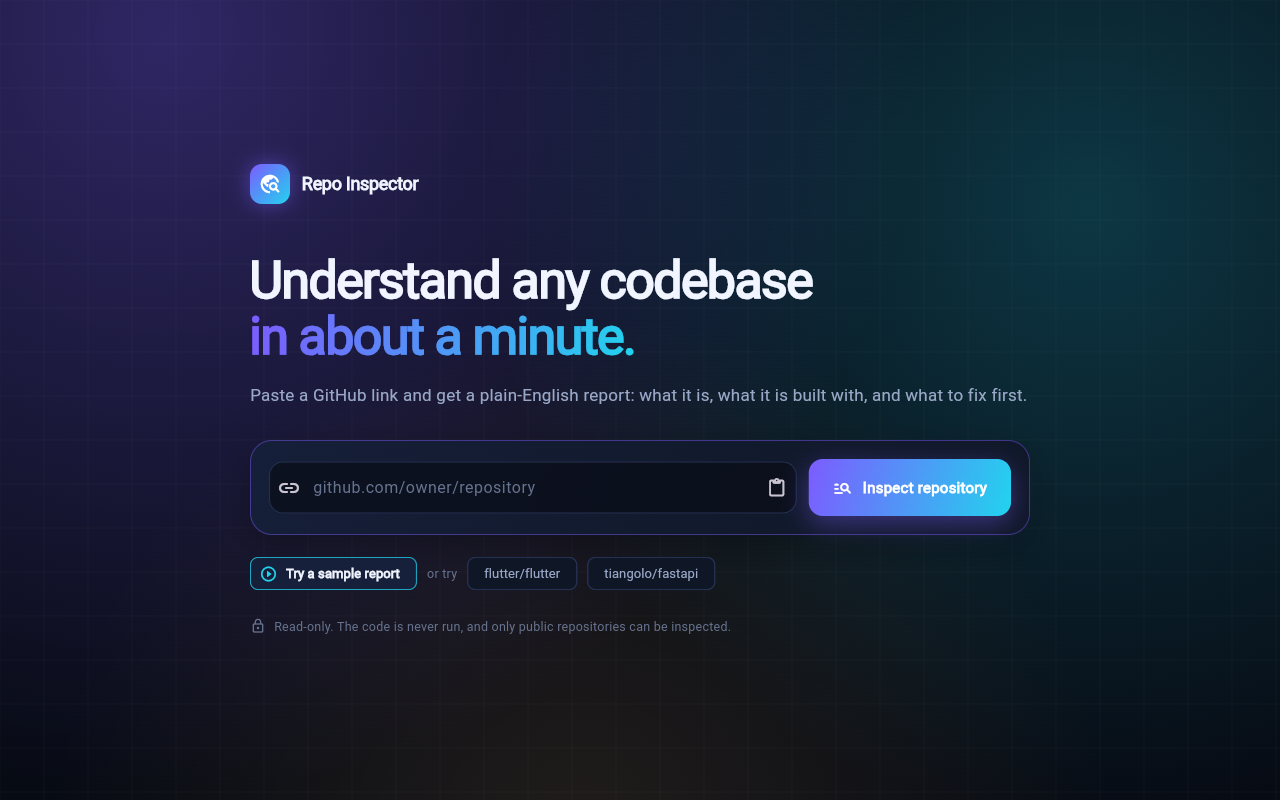 Repo Inspector
Understand any codebase
in about a minute.
Paste a GitHub link and get a plain-English report: what it is, what it is built with, and what to fix first.
github.com/owner/repository
Inspect repository
Try a sample report or try flutter/flutter tiangolo/fastapi
Read-only. The code is never run, and only public repositories can be inspected.